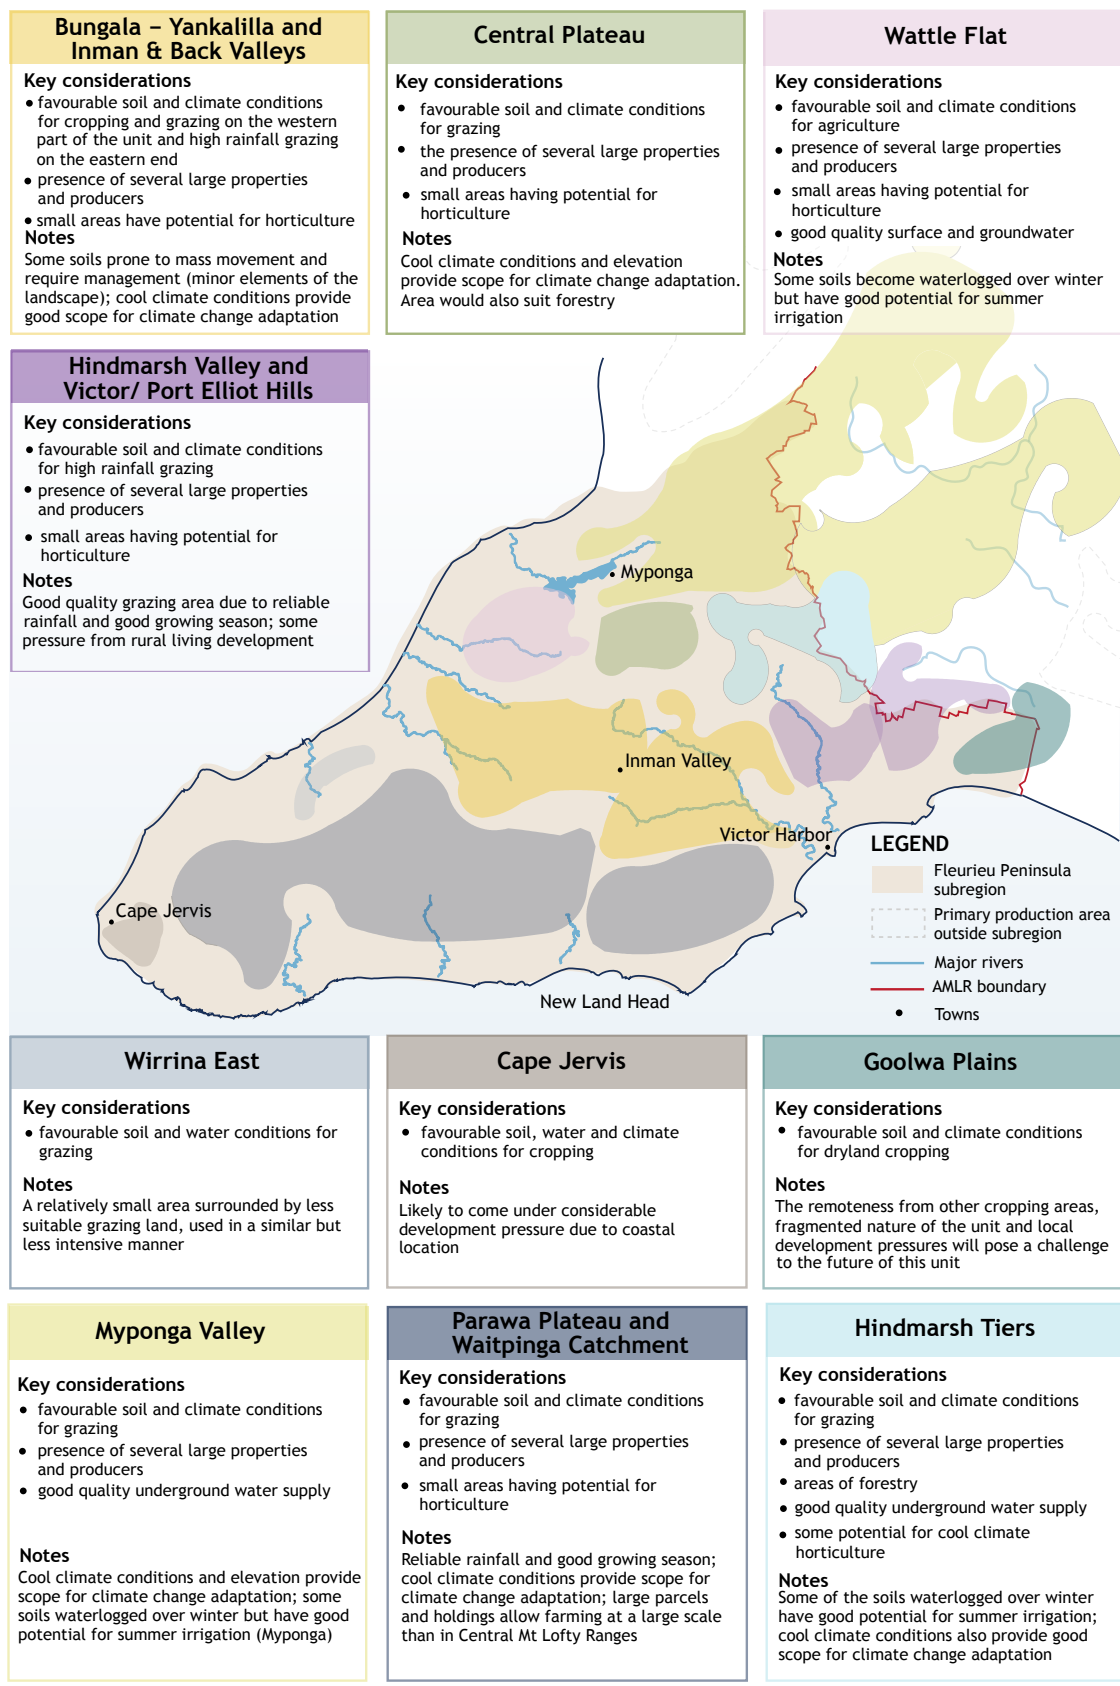 Bungala – Yankalilla and
Inman & Back Valleys
Key considerations
• favourable soil and climate conditions
for cropping and grazing on the western
part of the unit and high rainfall grazing
on the eastern end
• presence of several large properties
and producers
• small areas have potential for horticulture
Notes
Some soils prone to mass movement and
require management (minor elements of the
landscape); cool climate conditions provide
good scope for climate change adaptation
Central Plateau
Key considerations
• favourable soil and climate conditions
for grazing
• the presence of several large properties
and producers
• small areas having potential for
horticulture
Notes
Cool climate conditions and elevation
provide scope for climate change adaptation.
Area would also suit forestry
Wattle Flat
Key considerations
• favourable soil and climate conditions
for agriculture
• presence of several large properties
and producers
• small areas having potential for
horticulture
• good quality surface and groundwater
Notes
Some soils become waterlogged over winter
but have good potential for summer
irrigation
Hindmarsh Valley and
Victor/ Port Elliot Hills
Key considerations
• favourable soil and climate conditions
for high rainfall grazing
• presence of several large properties
and producers
• small areas having potential for
horticulture
Notes
Good quality grazing area due to reliable
rainfall and good growing season; some
pressure from rural living development
Myponga
Inman Valley
Victor Harbor
Cape Jervis
New Land Head
LEGEND
Fleurieu Peninsula
subregion
Primary production area
outside subregion
Major rivers
AMLR boundary
Towns
Wirrina East
Key considerations
• favourable soil and water conditions for
grazing
Notes
A relatively small area surrounded by less
suitable grazing land, used in a similar but
less intensive manner
Cape Jervis
Key considerations
• favourable soil, water and climate
conditions for cropping
Notes
Likely to come under considerable
development pressure due to coastal
location
Goolwa Plains
Key considerations
• favourable soil and climate conditions
for dryland cropping
Notes
The remoteness from other cropping areas,
fragmented nature of the unit and local
development pressures will pose a challenge
to the future of this unit
Myponga Valley
Key considerations
• favourable soil and climate conditions
for grazing
• presence of several large properties
and producers
• good quality underground water supply
Notes
Cool climate conditions and elevation provide
scope for climate change adaptation; some
soils waterlogged over winter but have good
potential for summer irrigation (Myponga)
Parawa Plateau and
Waitpinga Catchment
Key considerations
• favourable soil and climate conditions
for grazing
• presence of several large properties
and producers
• small areas having potential for
horticulture
Notes
Reliable rainfall and good growing season;
cool climate conditions provide scope for
climate change adaptation; large parcels
and holdings allow farming at a large scale
than in Central Mt Lofty Ranges
Hindmarsh Tiers
Key considerations
• favourable soil and climate conditions
for grazing
• presence of several large properties
and producers
• areas of forestry
• good quality underground water supply
• some potential for cool climate
horticulture
Notes
Some of the soils waterlogged over winter
have good potential for summer irrigation;
cool climate conditions also provide good
scope for climate change adaptation